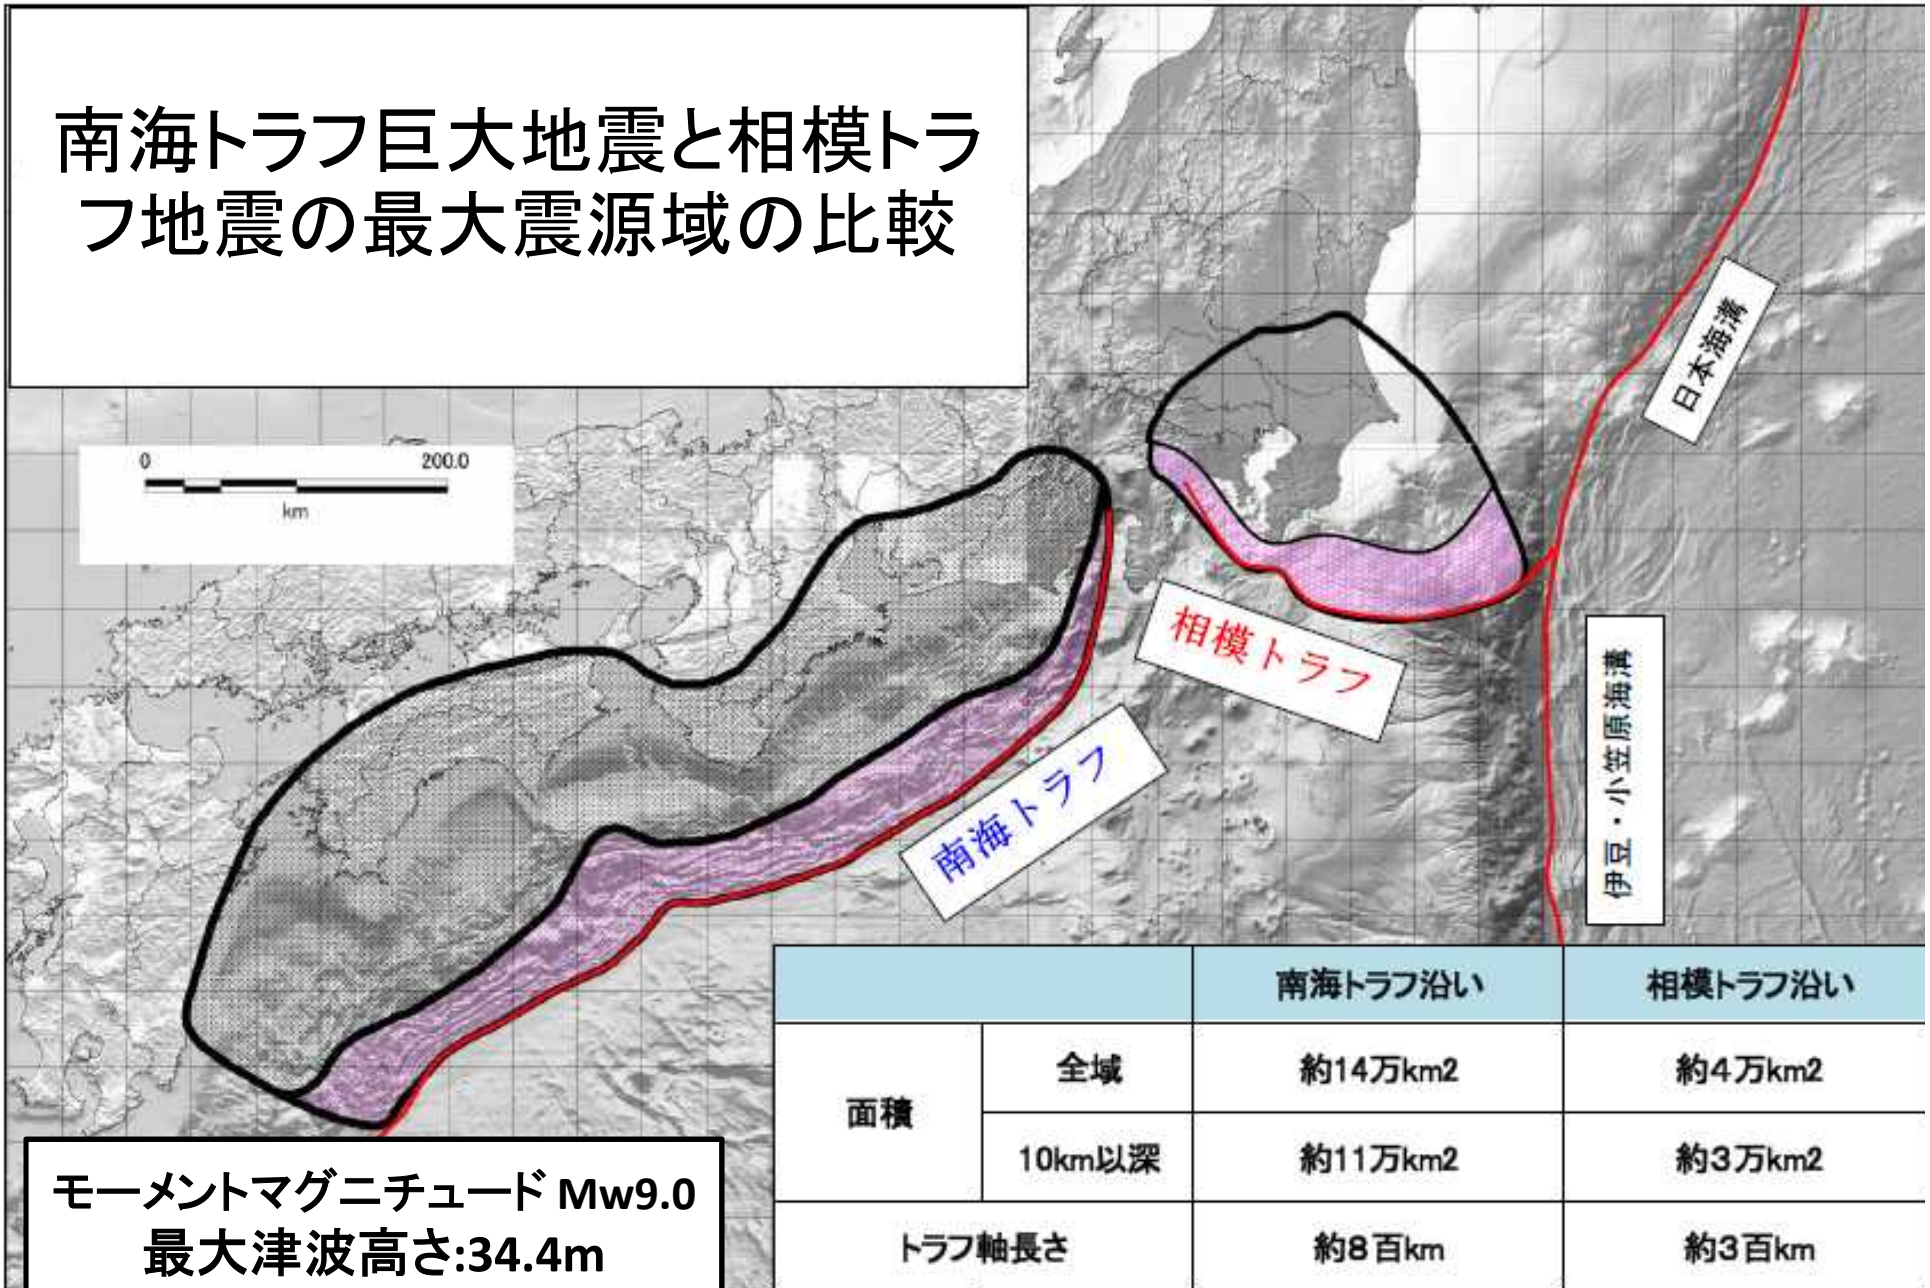 南海トラフ巨大地震と相模トラ
フ地震の最大震源域の比較
0 200.0
km
日本海溝
相模トラフ
伊豆・小笠原海溝
南海トラフ
南海トラフ沿い 相模トラフ沿い
面積 全域 約14万km2 約4万km2
10km以深 約11万km2 約3万km2
トラフ軸長さ 約8百km 約3百km
モーメントマグニチュード Mw9.0
最大津波高さ:34.4m